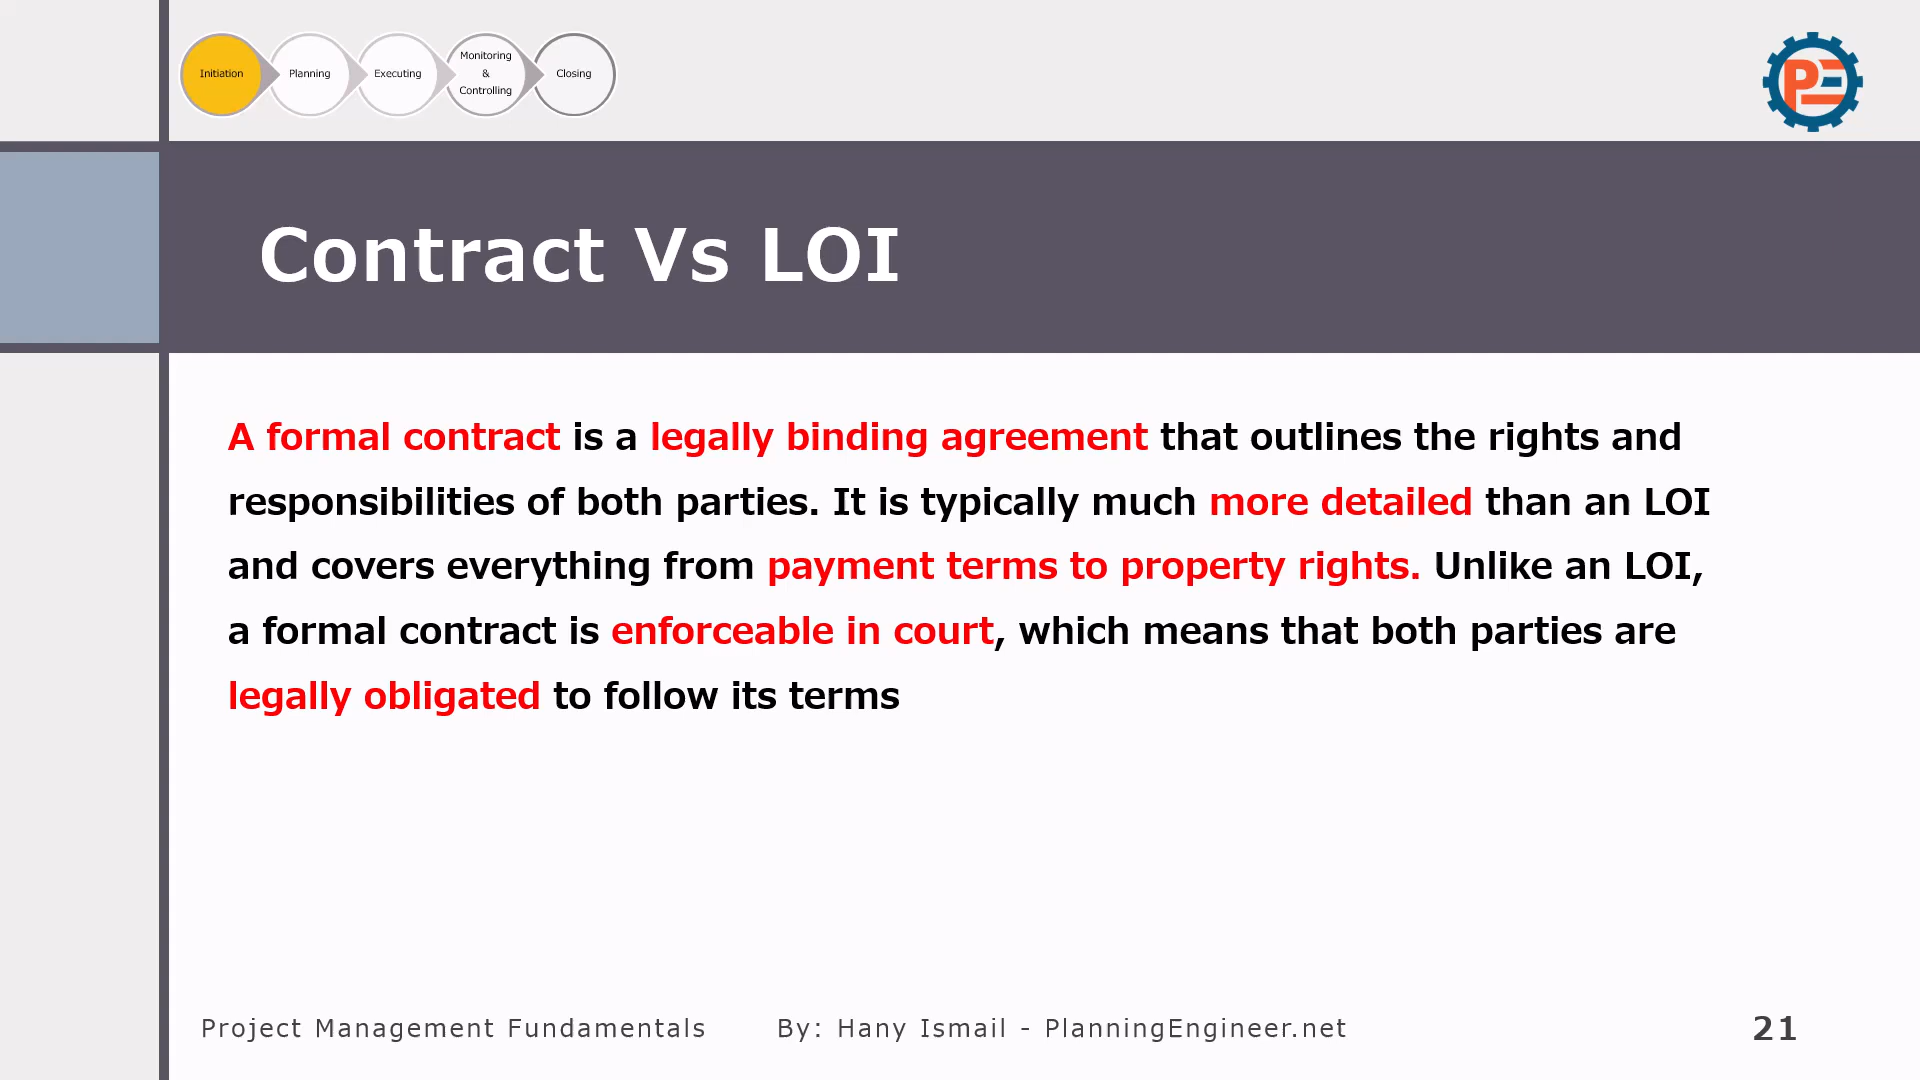 Initiation
Planning
Executing
Monitoring
&
Controlling
Closing
PE
Contract Vs LOI
A formal contract is a legally binding agreement that outlines the rights and
responsibilities of both parties. It is typically much more detailed than an LOI
and covers everything from payment terms to property rights. Unlike an LOI,
a formal contract is enforceable in court, which means that both parties are
legally obligated to follow its terms
Project Management Fundamentals By: Hany Ismail - PlanningEngineer.net 21